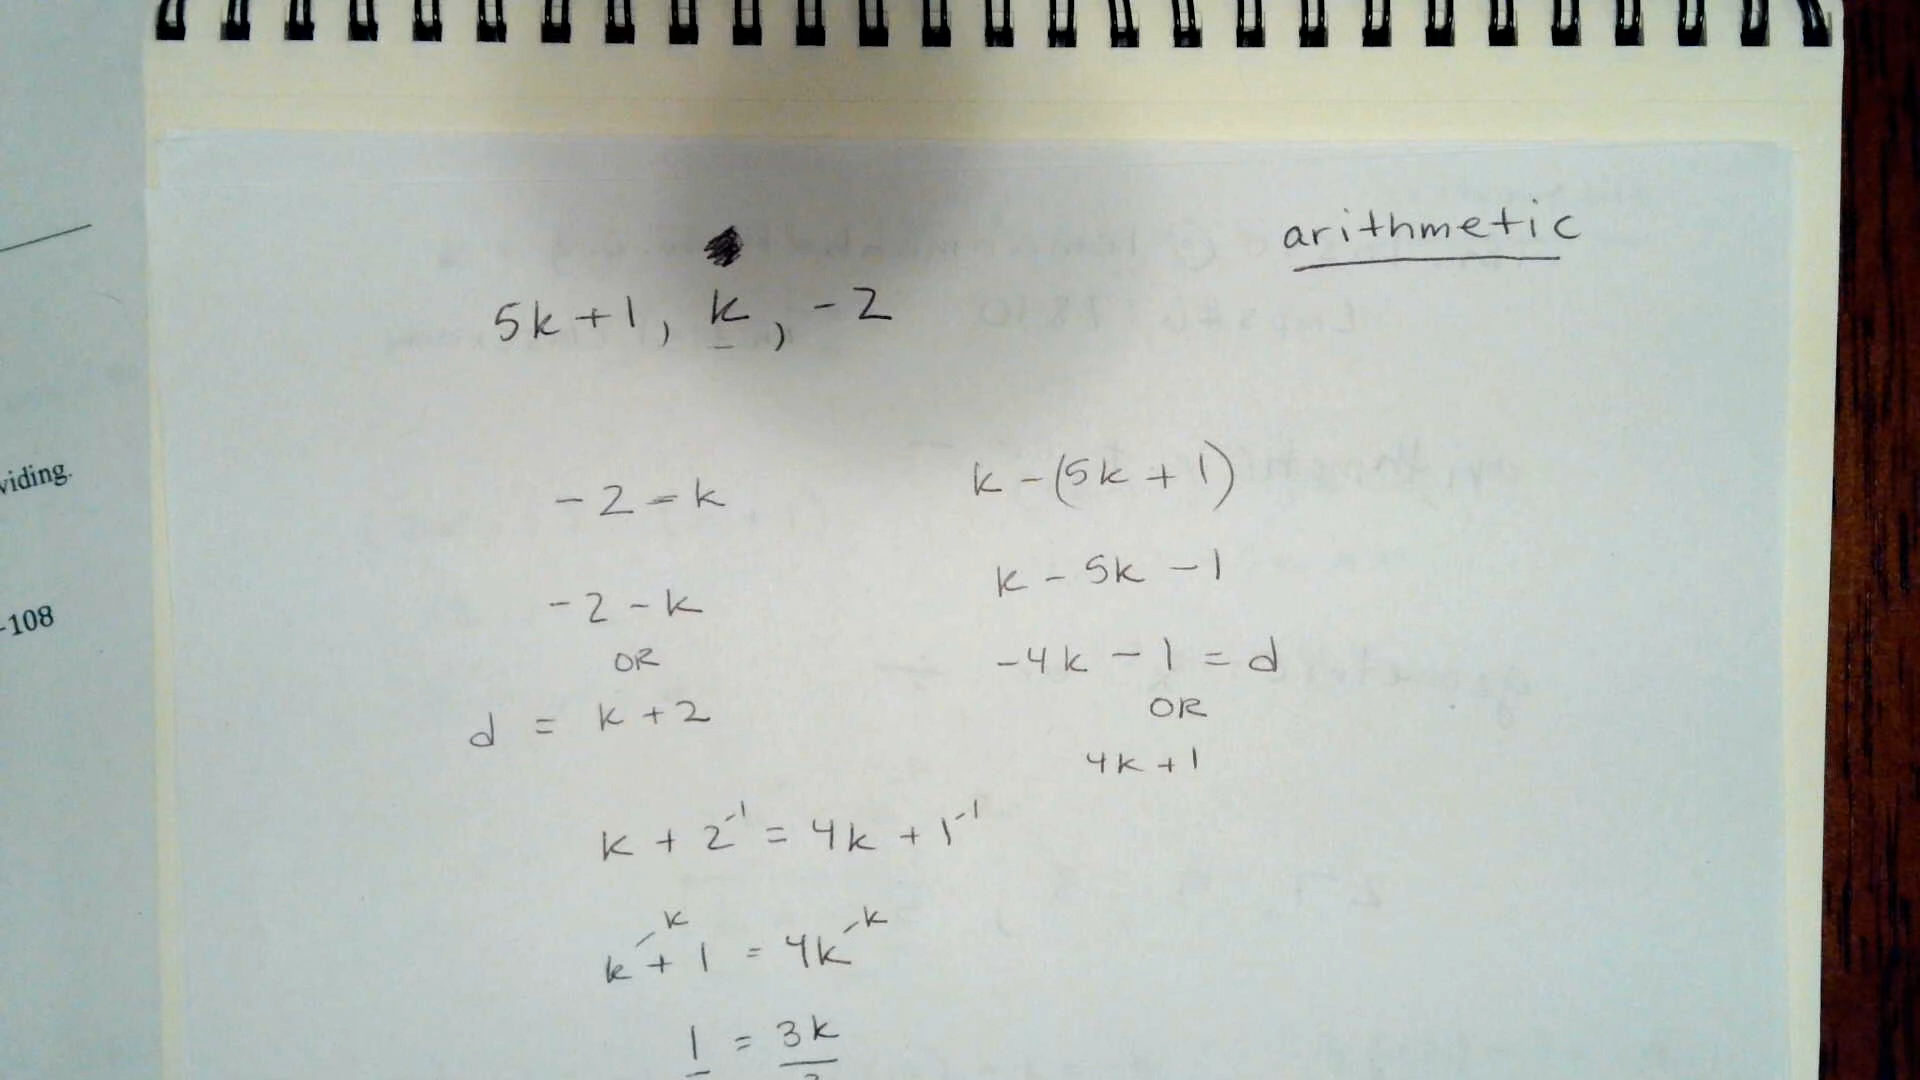 arithmetic
5k+1, k, -2
-2-k
k-(5k+1)
-2-k
k-5k-1
OR
-4k-1=d
d = k+2
OR
4k+1
k+2-1 = 4k+1-1
k-k+1 = 4k-k
1 = 3k
viding.
-108